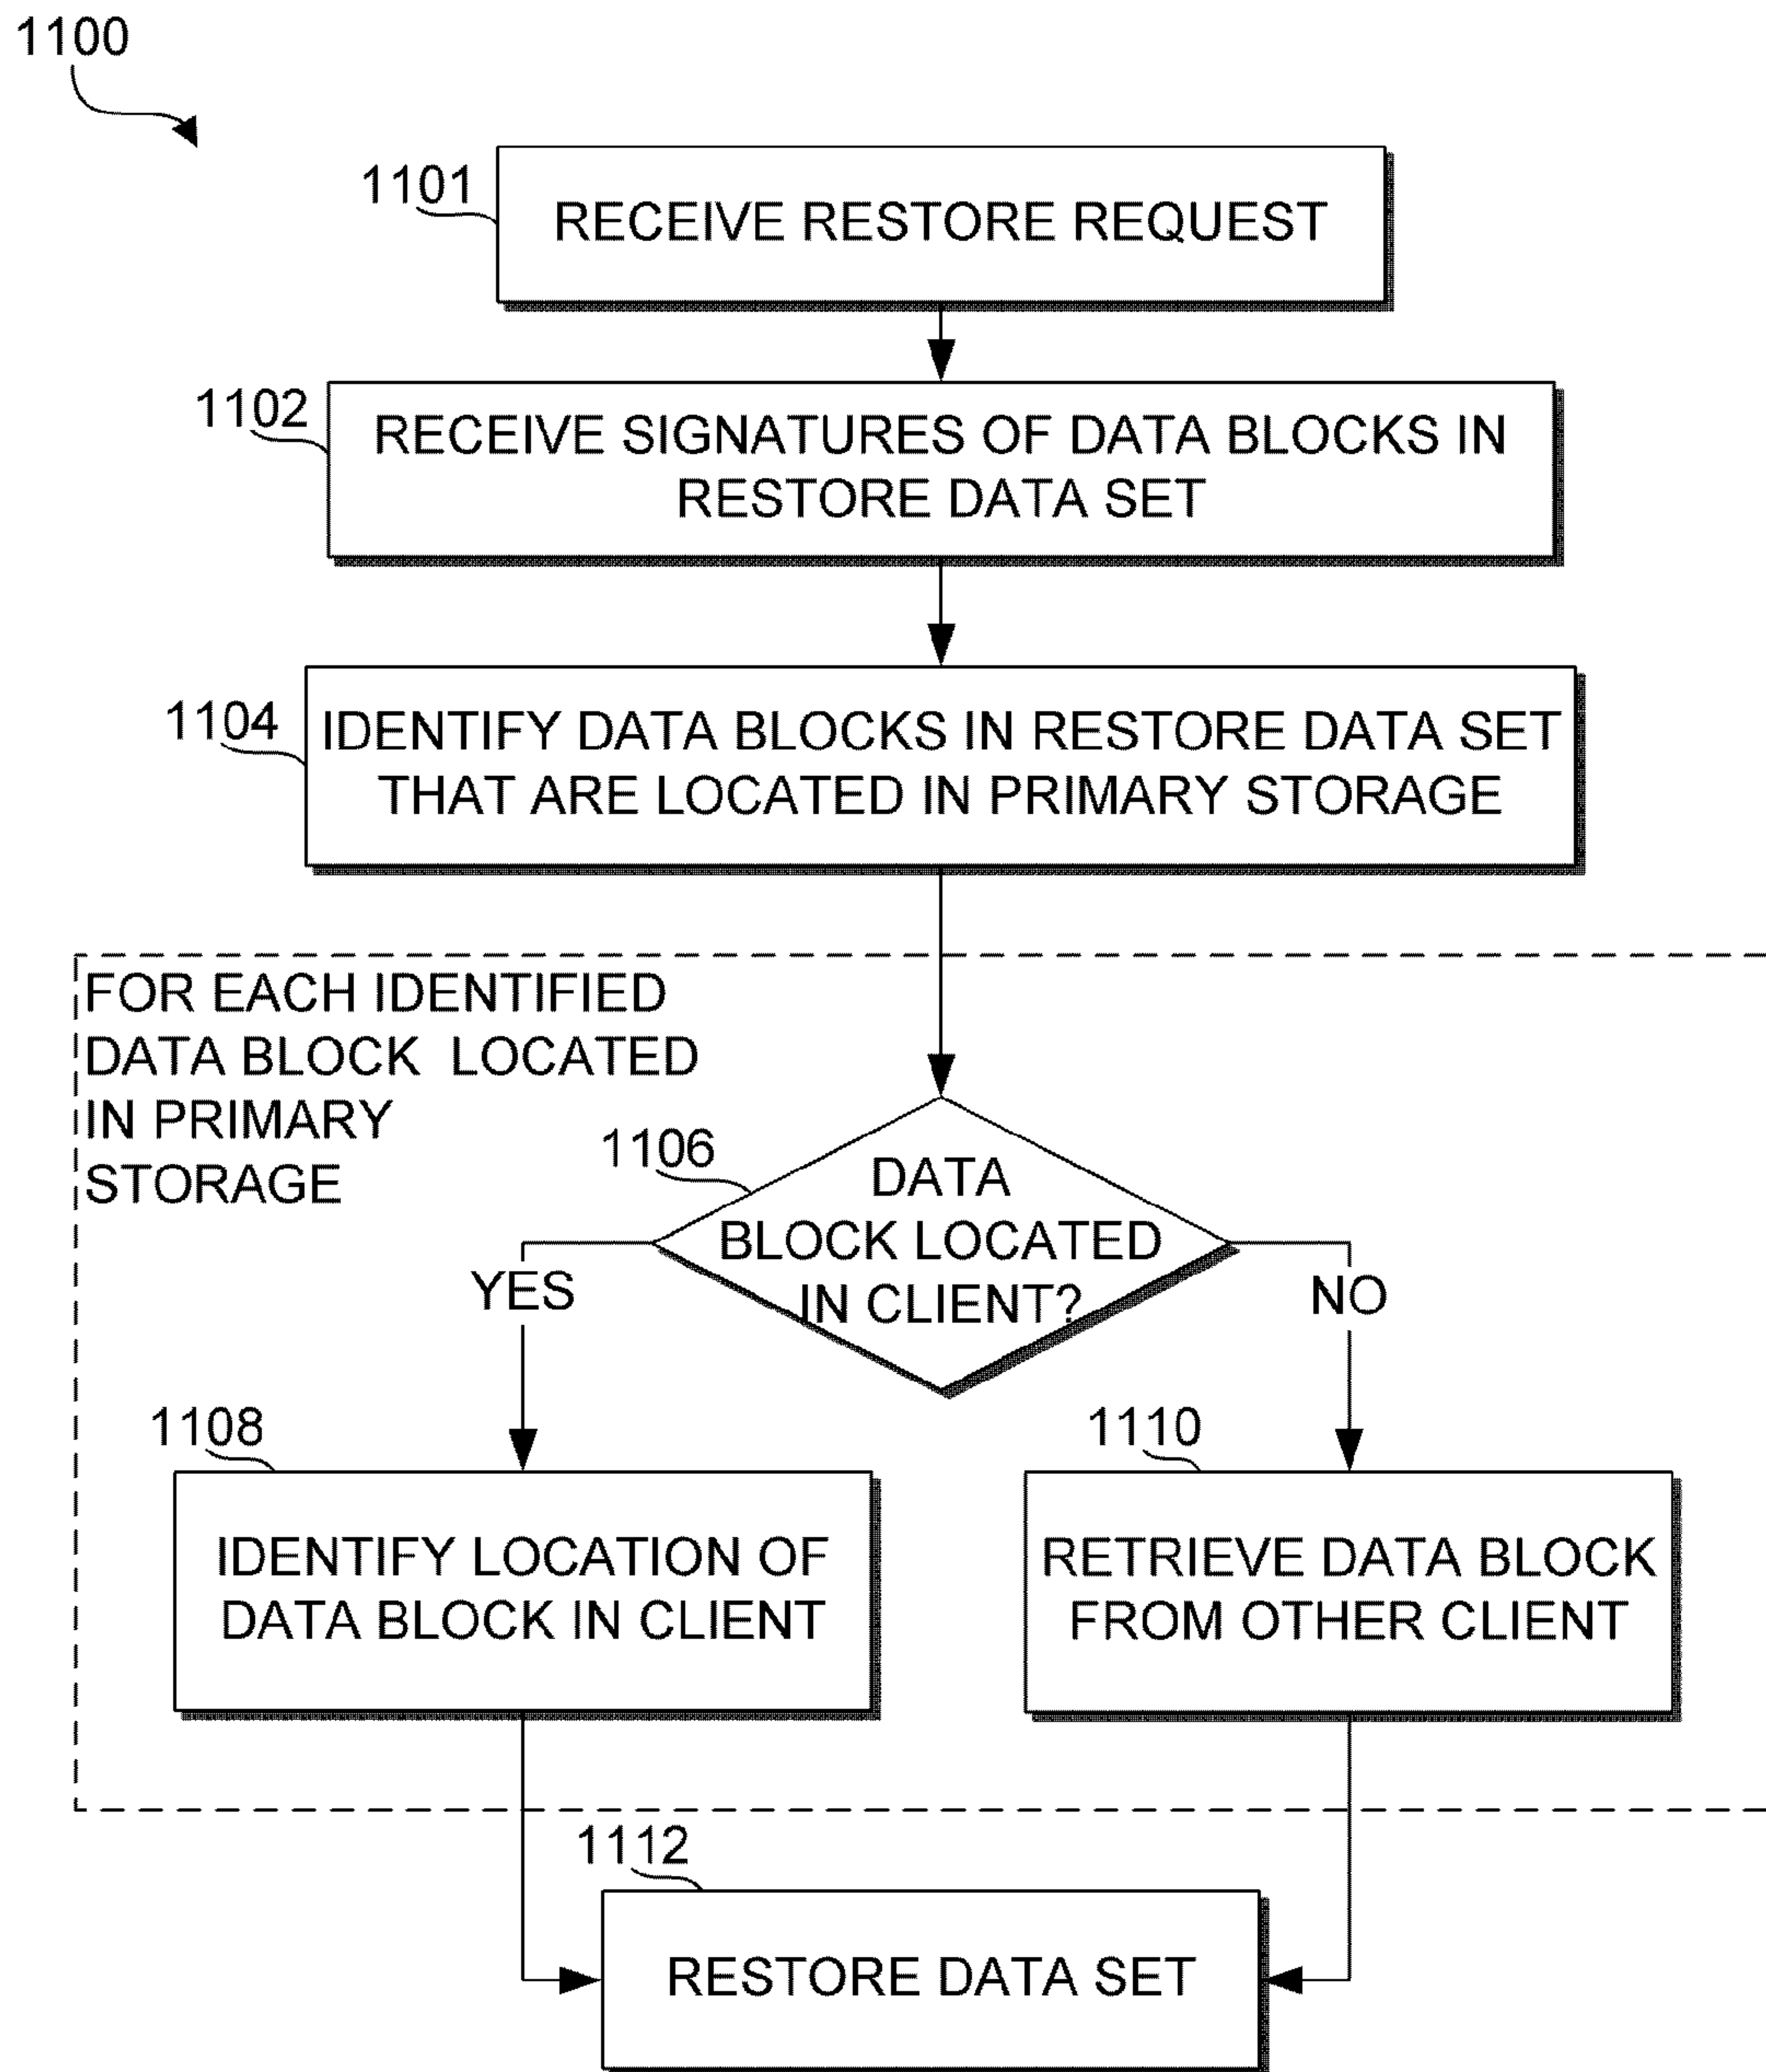 1100
1101
RECEIVE RESTORE REQUEST
1102
RECEIVE SIGNATURES OF DATA BLOCKS IN
RESTORE DATA SET
1104
IDENTIFY DATA BLOCKS IN RESTORE DATA SET
THAT ARE LOCATED IN PRIMARY STORAGE
FOR EACH IDENTIFIED
DATA BLOCK LOCATED
IN PRIMARY
STORAGE
1106
DATA
BLOCK LOCATED
IN CLIENT?
YES
NO
1108
IDENTIFY LOCATION OF
DATA BLOCK IN CLIENT
1110
RETRIEVE DATA BLOCK
FROM OTHER CLIENT
1112
RESTORE DATA SET